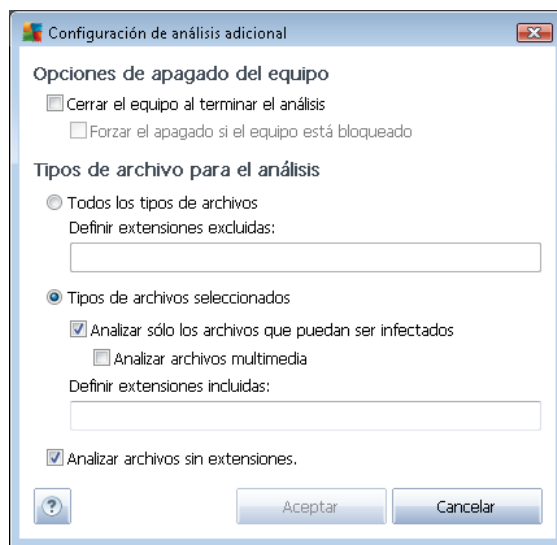 Configuración de análisis adicional
Opciones de apagado del equipo
Cerrar el equipo al terminar el análisis
Forzar el apagado si el equipo está bloqueado
Tipos de archivo para el análisis
Todos los tipos de archivos
Definir extensiones excluidas:
Tipos de archivos seleccionados
Analizar sólo los archivos que puedan ser infectados
Analizar archivos multimedia
Definir extensiones incluidas:
Analizar archivos sin extensiones.
? Aceptar Cancelar